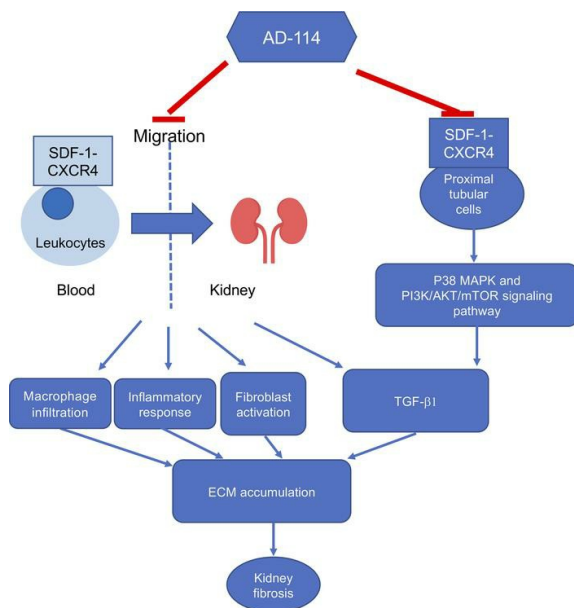 AD-114
Migration
SDF-1-
CXCR4
Leukocytes
Blood
Kidney
SDF-1-
CXCR4
Proximal
tubular
cells
P38 MAPK and
PI3K/AKT/mTOR signaling
pathway
Macrophage
infiltration
Inflammatory
response
Fibroblast
activation
TGF-β1
ECM accumulation
Kidney
fibrosis